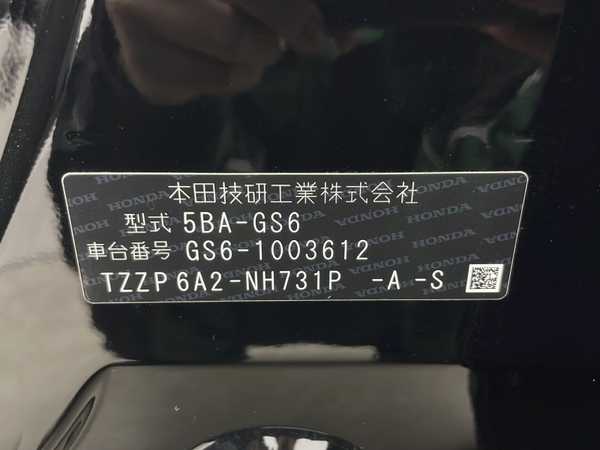 本田技研工業株式会社
型式 5BA-GS6
車台番号 GS6-1003612
TZZP6A2-NH731P -A -S